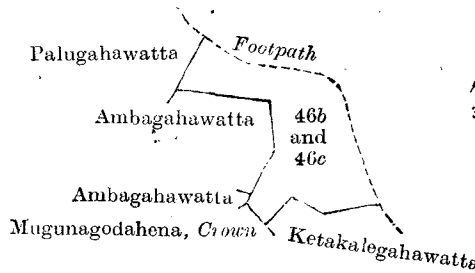 Footpath
Palugahawatta
Ambagahawatta
46b
and
46c
Ambagahawatta
Mugunagodahena, Crown
Ketakalegahawatta